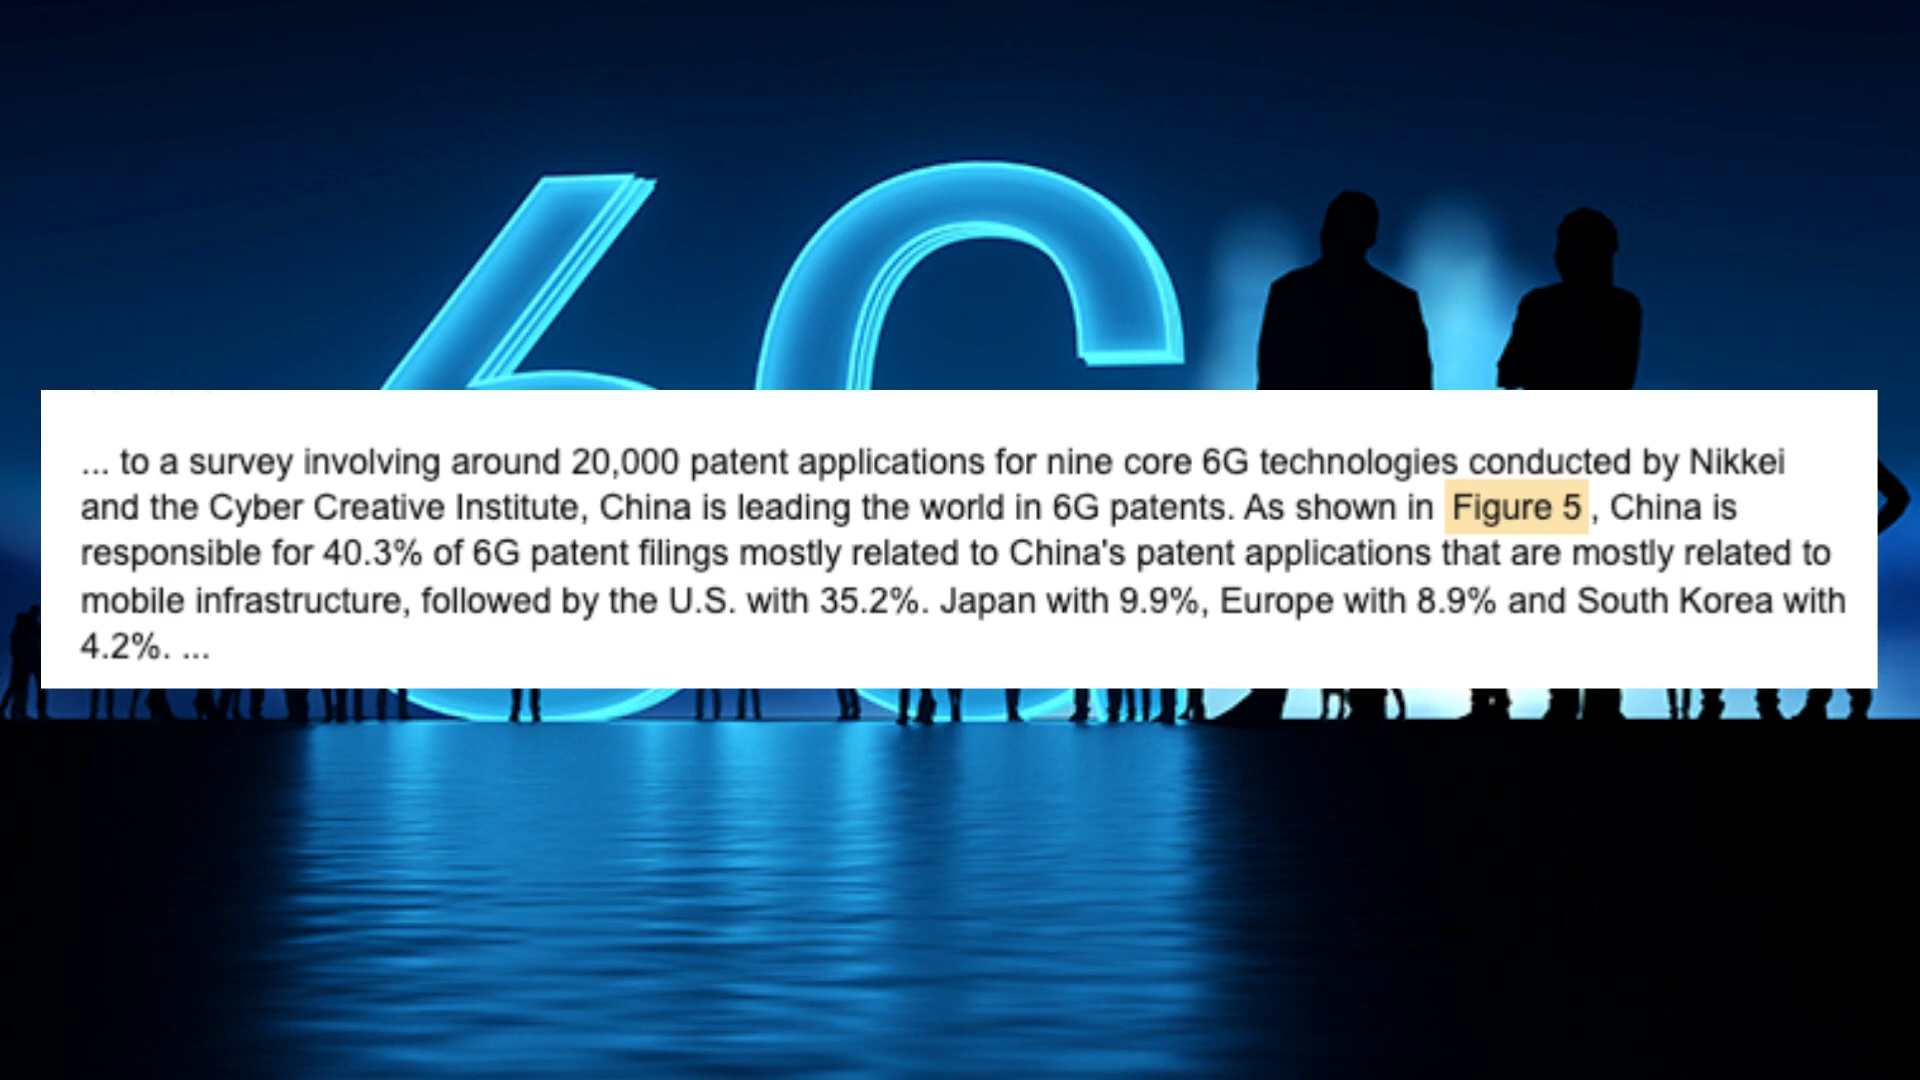 6G
... to a survey involving around 20,000 patent applications for nine core 6G technologies conducted by Nikkei
and the Cyber Creative Institute, China is leading the world in 6G patents. As shown in Figure 5 , China is
responsible for 40.3% of 6G patent filings mostly related to China's patent applications that are mostly related to
mobile infrastructure, followed by the U.S. with 35.2%. Japan with 9.9%, Europe with 8.9% and South Korea with
4.2%. ...